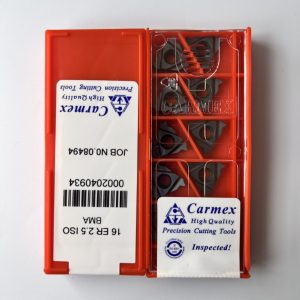 Carmex
High Quality
Precision Cutting Tools
JOB NO.08494
0002040934
16 ER 2.5 ISO
BMA
CARMEX
Carmex
High Quality
Precision Cutting Tools
Inspected!